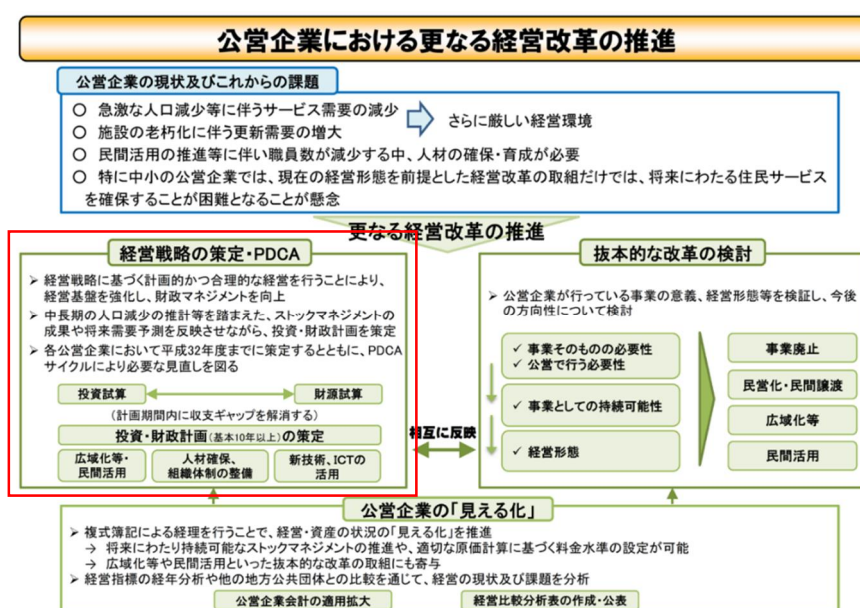 公営企業における更なる経営改革の推進
公営企業の現状及びこれからの課題
○ 急激な人口減少等に伴うサービス需要の減少
○ 施設の老朽化に伴う更新需要の増大
さらに厳しい経営環境
○ 民間活用の推進等に伴い職員数が減少する中、人材の確保・育成が必要
○ 特に中小の公営企業では、現在の経営形態を前提とした経営改革の取組だけでは、将来にわたる住民サービス
を確保することが困難となることが懸念
更なる経営改革の推進
経営戦略の策定・PDCA
➢ 経営戦略に基づく計画的かつ合理的な経営を行うことにより、
経営基盤を強化し、財政マネジメントを向上
➢ 中長期の人口減少の推計等を踏まえた、ストックマネジメントの
成果や将来需要予測を反映させながら、投資・財政計画を策定
➢ 各公営企業において平成32年度までに策定するとともに、PDCA
サイクルにより必要な見直しを図る
投資試算
財源試算
(計画期間内に収支ギャップを解消する)
投資・財政計画(基本10年以上)の策定
広域化等・
民間活用
人材確保、
組織体制の整備
新技術、ICTの
活用
相互に反映
抜本的な改革の検討
➢ 公営企業が行っている事業の意義、経営形態等を検証し、今後
の方向性について検討
✓ 事業そのものの必要性
✓ 公営で行う必要性
✓ 事業としての持続可能性
✓ 経営形態
事業廃止
民営化・民間譲渡
広域化等
民間活用
公営企業の「見える化」
➢ 複式簿記による経理を行うことで、経営・資産の状況の「見える化」を推進
→ 将来にわたり持続可能なストックマネジメントの推進や、適切な原価計算に基づく料金水準の設定が可能
→ 広域化等や民間活用といった抜本的な改革の取組にも寄与
➢ 経営指標の経年分析や他の地方公共団体との比較を通じて、経営の現状及び課題を分析
公営企業会計の適用拡大
経営比較分析表の作成・公表